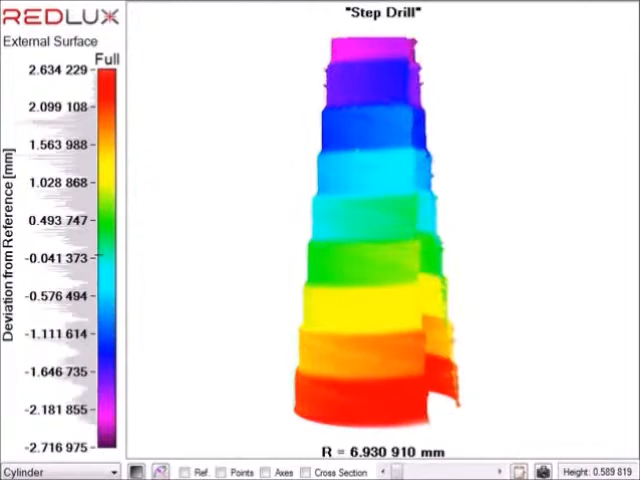 REDLUX
"Step Drill"
External Surface
Full
Deviation from Reference [mm]
2.634 229
2.099 108
1.563 988
1.028 868
0.493 747
-0.041 373
-0.576 494
-1.111 614
-1.646 735
-2.181 855
-2.716 975
R = 6.930 910 mm
Cylinder
Ref.
Points
Axes
Cross Section
Height: 0.589 819